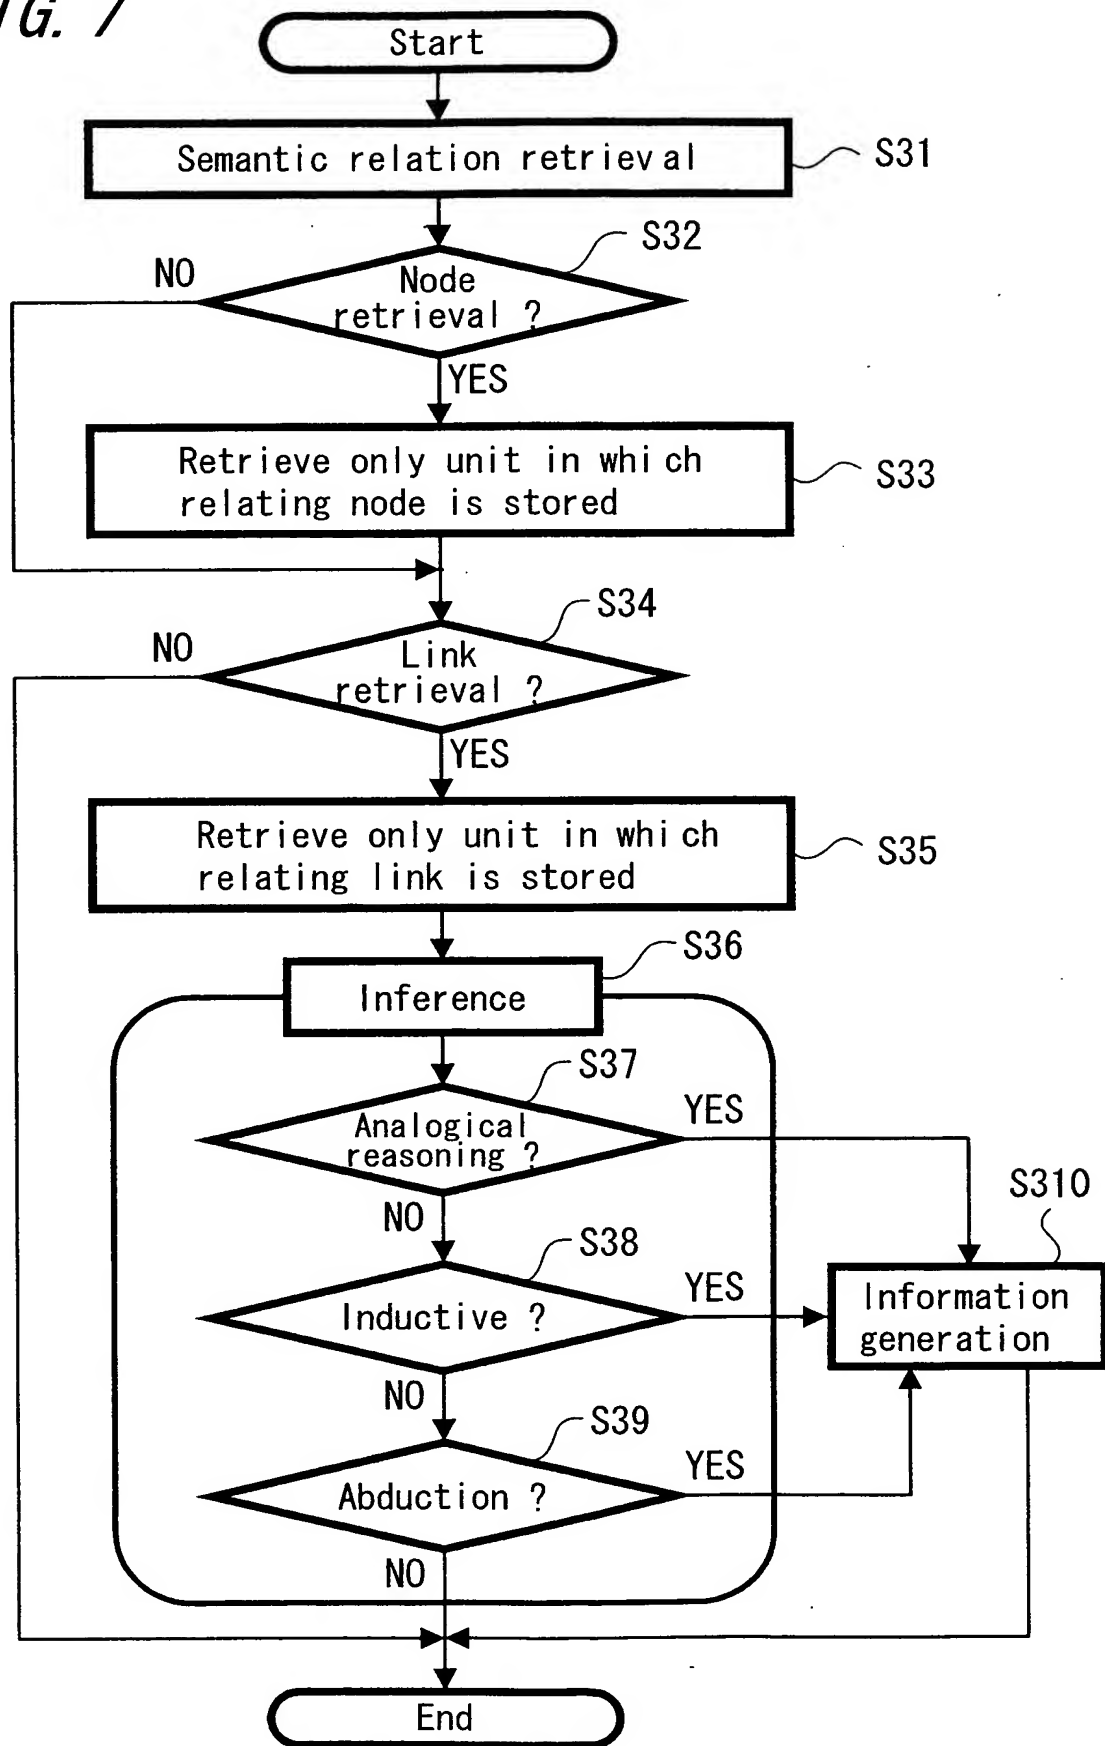 FIG. 7
Start
Semantic relation retrieval
S31
S32
NO
Node
retrieval ?
YES
Retrieve only unit in which
relating node is stored
S33
S34
NO
Link
retrieval ?
YES
Retrieve only unit in which
relating link is stored
S35
S36
Inference
S37
Analogical
reasoning ?
YES
NO
S310
S38
Inductive ?
YES
Information
generation
NO
S39
Abduction ?
YES
NO
End